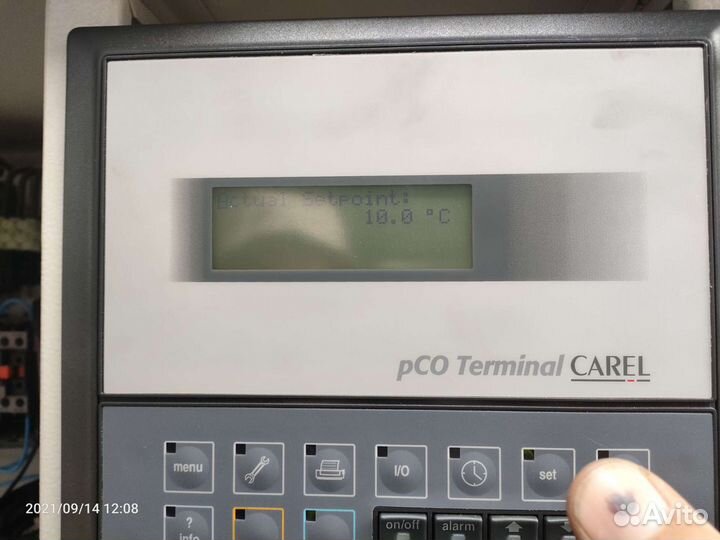 Actual Setpoint:
10.0 °C
pCO Terminal CAREL
menu
I/O
set
?
info
on/off
alarm
2021/09/14 12:08
Avito